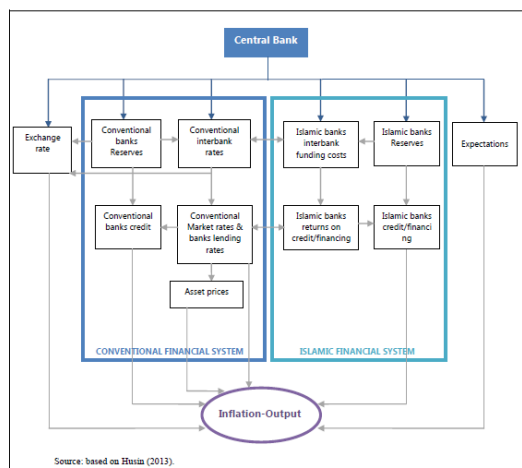 Central Bank
Exchange
rate
Conventional
banks
Reserves
Conventional
interbank
rates
Islamic banks
interbank
funding costs
Islamic banks
Reserves
Expectations
Conventional
banks credit
Conventional
Market rates &
banks lending
rates
Islamic banks
returns on
credit/financing
Islamic banks
credit/financi
ng
Asset prices
CONVENTIONAL FINANCIAL SYSTEM
ISLAMIC FINANCIAL SYSTEM
Inflation-Output
Source: based on Husin (2013).